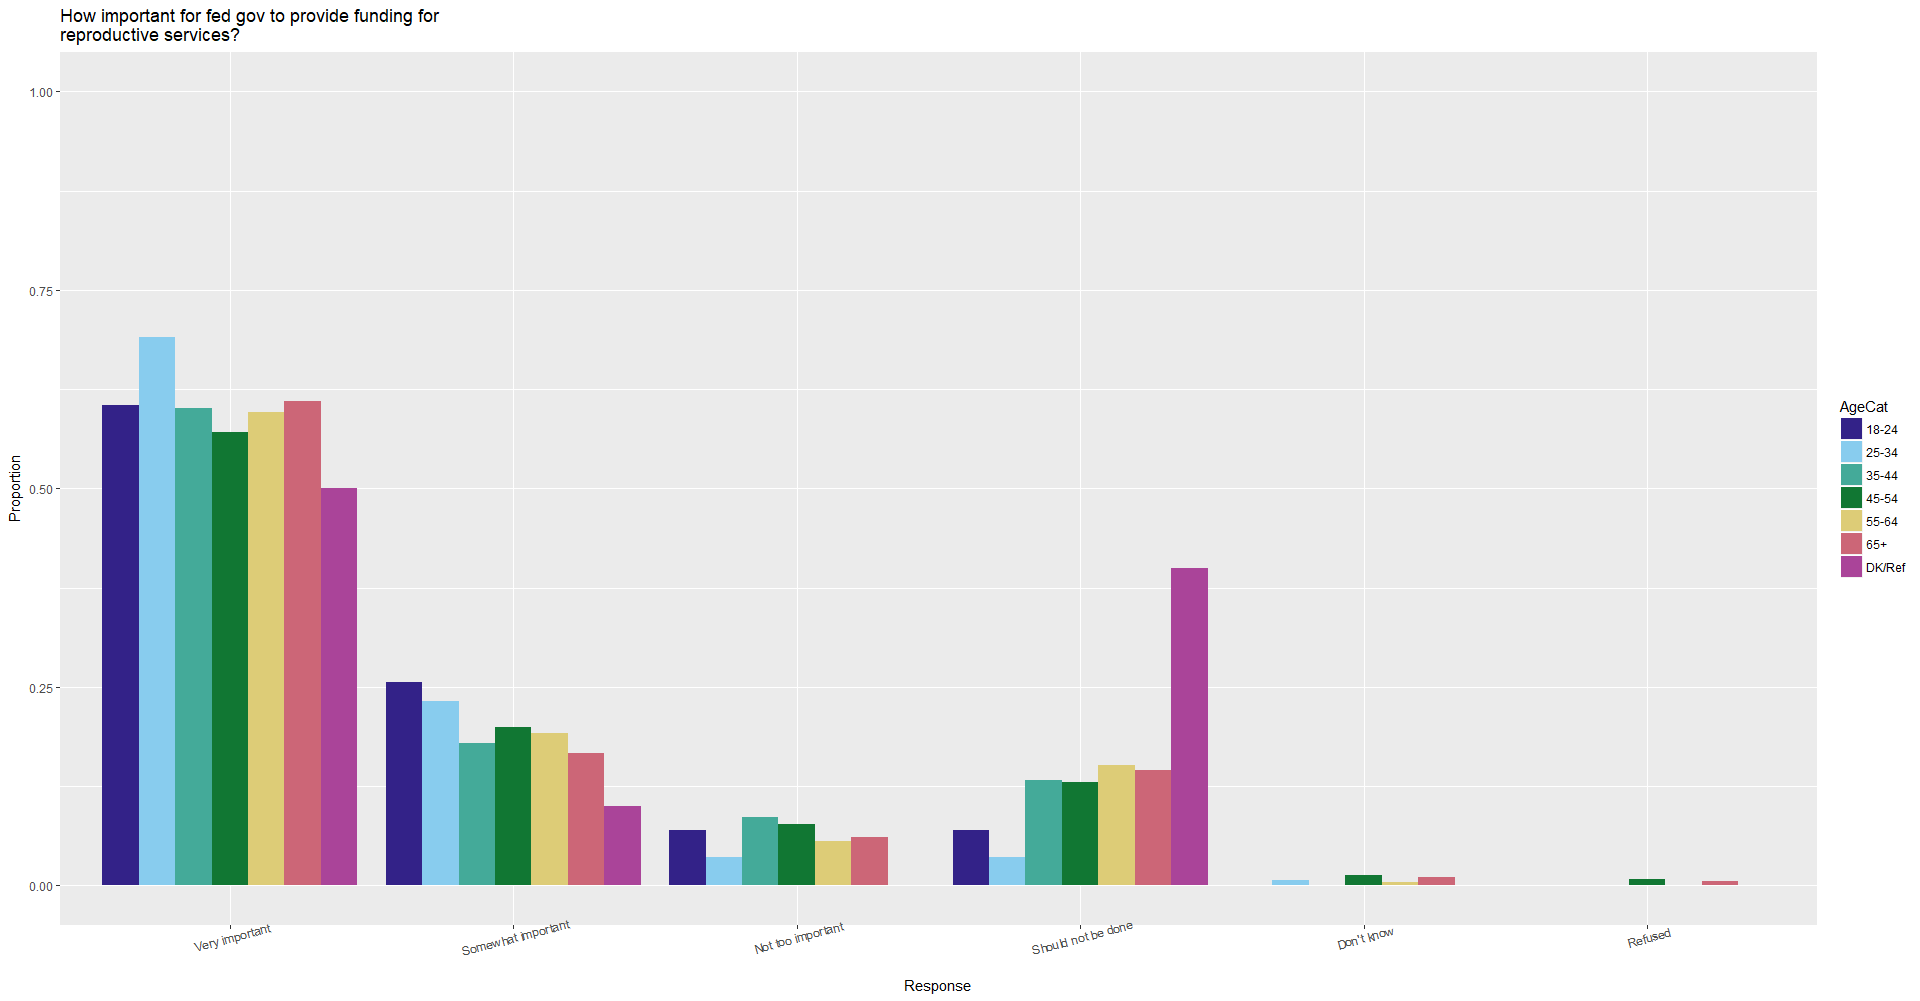 How important for fed gov to provide funding for
reproductive services?
1.00
0.75
0.50
0.25
0.00
Proportion
Very important
Somewhat important
Not too important
Should not be done
Don't know
Refused
Response
AgeCat
18-24
25-34
35-44
45-54
55-64
65+
DK/Ref